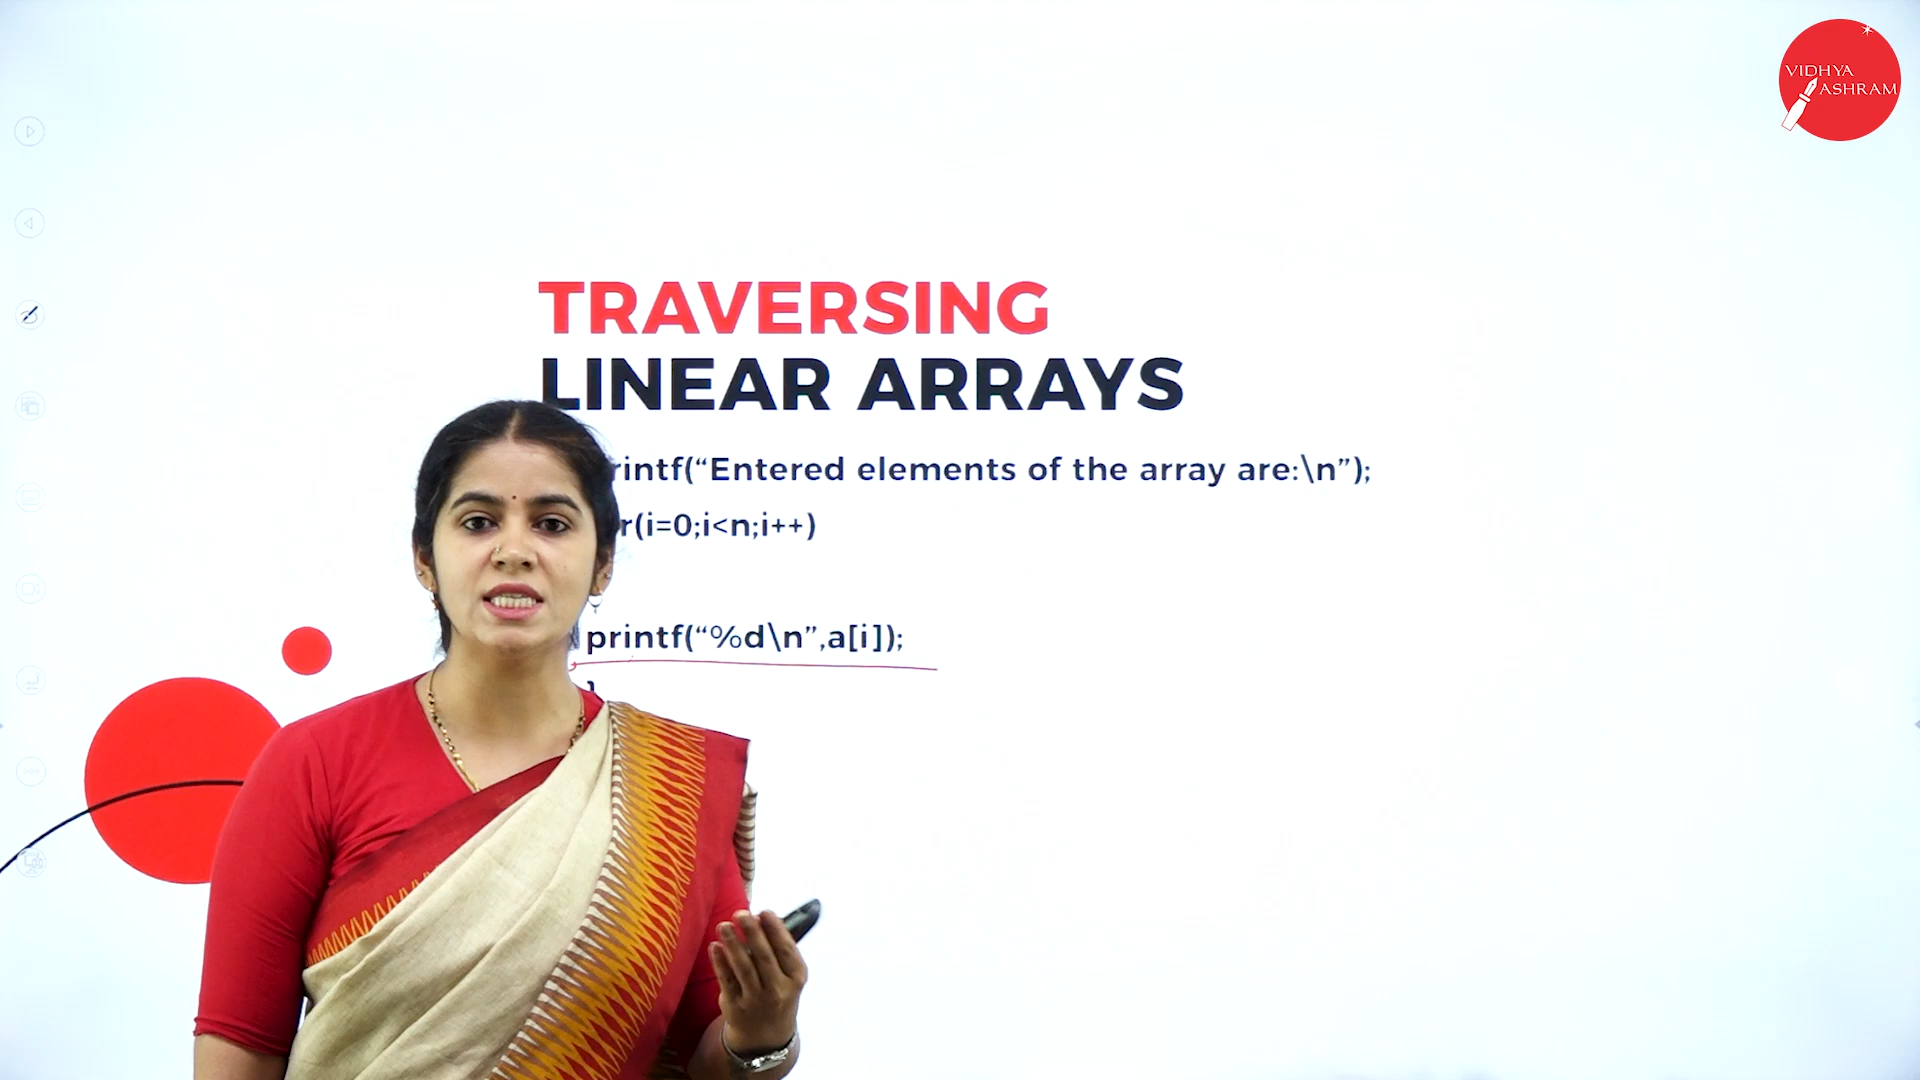 VIDHYA
ASHRAM
TRAVERSING
LINEAR ARRAYS
rintf(“Entered elements of the array are:\n”);
r(i=0;i<n;i++)
printf(“%d\n”,a[i]);
}